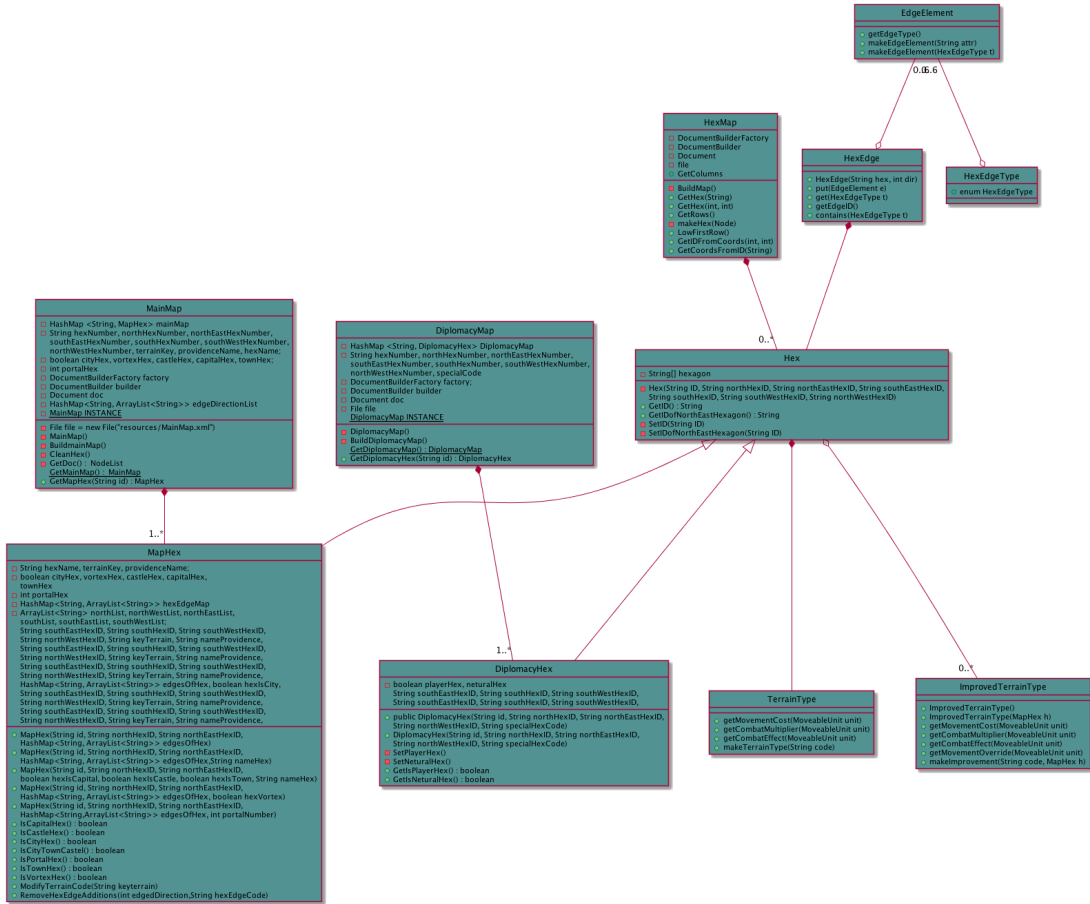 EdgeElement
getEdgeType()
makeEdgeElement(String attr)
makeEdgeElement(HexEdgeType t)
0..6
0..6
HexMap
DocumentBuilderFactory
DocumentBuilder
Document
file
GetColumns
BuildMap()
GetHex(String)
GetHex(int, int)
GetRows()
makeHex(Node)
LowFirstRow()
GetIDFromCoords(int, int)
GetCoordsFromID(String)
HexEdge
HexEdge(String hex, int dir)
put(EdgeElement e)
get(HexEdgeType t)
getEdgeID()
contains(HexEdgeType t)
HexEdgeType
enum HexEdgeType
MainMap
HashMap <String, MapHex> mainMap
String hexNumber, northHexNumber, northEastHexNumber,
southEastHexNumber, southHexNumber, southWestHexNumber,
northWestHexNumber, terrainKey, providenceName, hexName;
boolean cityHex, vortexHex, castleHex, capitalHex, townHex;
int portalHex
DocumentBuilderFactory factory
DocumentBuilder builder
Document doc
HashMap<String, ArrayList<String>> edgeDirectionList
MainMap INSTANCE
File file = new File("resources/MainMap.xml")
MainMap()
BuildmainMap()
CleanHex()
GetDoc() : NodeList
GetMainMap() : MainMap
GetMapHex(String id) : MapHex
1..*
DiplomacyMap
HashMap <String, DiplomacyHex> DiplomacyMap
String hexNumber, northHexNumber, northEastHexNumber,
southEastHexNumber, southHexNumber, southWestHexNumber,
northWestHexNumber, specialCode
DocumentBuilderFactory factory;
DocumentBuilder builder
Document doc
File file
DiplomacyMap INSTANCE
DiplomacyMap()
BuildDiplomacyMap()
GetDiplomacyMap() : DiplomacyMap
GetDiplomacyHex(String id) : DiplomacyHex
1..*
0..*
Hex
String[] hexagon
Hex(String ID, String northHexID, String northEastHexID, String southEastHexID,
String southHexID, String southWestHexID, String northWestHexID)
GetID() : String
GetIDofNorthEastHexagon() : String
SetID(String ID)
SetIDofNorthEastHexagon(String ID)
0..*
MapHex
String hexName, terrainKey, providenceName;
boolean cityHex, vortexHex, castleHex, capitalHex,
townHex
int portalHex
HashMap<String, ArrayList<String>> hexEdgeMap
ArrayList<String> northList, northWestList, northEastList,
southList, southEastList, southWestList;
String southEastHexID, String southHexID, String southWestHexID,
String northWestHexID, String keyTerrain, String nameProvidence,
String southEastHexID, String southHexID, String southWestHexID,
String northWestHexID, String keyTerrain, String nameProvidence,
String southEastHexID, String southHexID, String southWestHexID,
String northWestHexID, String keyTerrain, String nameProvidence,
HashMap<String, ArrayList<String>> edgesOfHex, boolean hexIsCity,
String southEastHexID, String southHexID, String southWestHexID,
String northWestHexID, String keyTerrain, String nameProvidence,
String southEastHexID, String southHexID, String southWestHexID,
String northWestHexID, String keyTerrain, String nameProvidence,
MapHex(String id, String northHexID, String northEastHexID,
HashMap<String, ArrayList<String>> edgesOfHex)
MapHex(String id, String northHexID, String northEastHexID,
HashMap<String, ArrayList<String>> edgesOfHex,String nameHex)
MapHex(String id, String northHexID, String northEastHexID,
boolean hexIsCapital, boolean hexIsCastle, boolean hexIsTown, String nameHex)
MapHex(String id, String northHexID, String northEastHexID,
HashMap<String, ArrayList<String>> edgesOfHex, boolean hexVortex)
MapHex(String id, String northHexID, String northEastHexID,
HashMap<String,ArrayList<String>> edgesOfHex, int portalNumber)
IsCapitalHex() : boolean
IsCastleHex() : boolean
IsCityHex() : boolean
IsCityTownCastel() : boolean
IsPortalHex() : boolean
IsTownHex() : boolean
IsVortexHex() : boolean
ModifyTerrainCode(String keyterrain)
RemoveHexEdgeAdditions(int edgedDirection,String hexEdgeCode)
DiplomacyHex
boolean playerHex, neturalHex
String southEastHexID, String southHexID, String southWestHexID,
String southEastHexID, String southHexID, String southWestHexID,
public DiplomacyHex(String id, String northHexID, String northEastHexID,
String northWestHexID, String specialHexCode)
DiplomacyHex(String id, String northHexID, String northEastHexID,
String northWestHexID, String specialHexCode)
SetPlayerHex()
SetNeturalHex()
GetIsPlayerHex() : boolean
GetIsNeturalHex() : boolean
TerrainType
getMovementCost(MoveableUnit unit)
getCombatMultiplier(MoveableUnit unit)
getCombatEffect(MoveableUnit unit)
makeTerrainType(String code)
ImprovedTerrainType
ImprovedTerrainType()
ImprovedTerrainType(MapHex h)
getMovementCost(MoveableUnit unit)
getCombatMultiplier(MoveableUnit unit)
getCombatEffect(MoveableUnit unit)
getMovementOverride(MoveableUnit unit)
makeImprovement(String code, MapHex h)